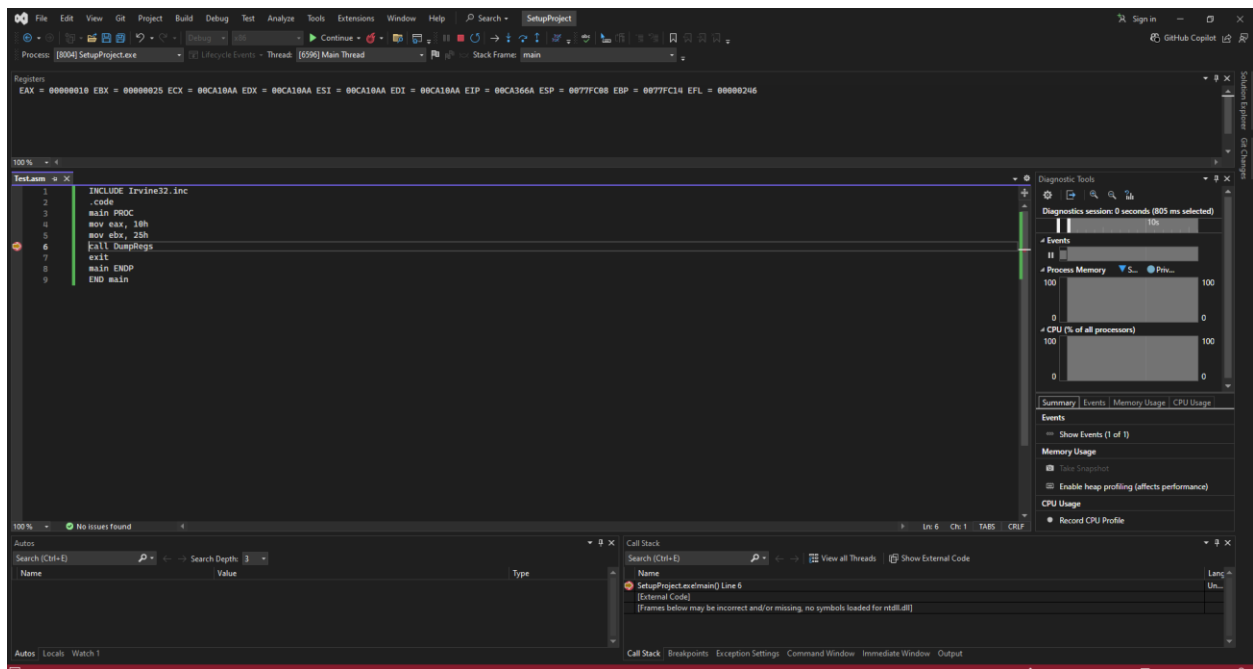 File Edit View Git Project Build Debug Test Analyze Tools Extensions Window Help Search SetupProject Sign in
Debug x86 Continue GitHub Copilot
Process: [8004] SetupProject.exe Lifecycle Events Thread: [6596] Main Thread Stack Frame: main
Registers
EAX = 00000010 EBX = 00000025 ECX = 00CA10AA EDX = 00CA10AA ESI = 00CA10AA EDI = 00CA10AA EIP = 00CA366A ESP = 0077FC08 EBP = 0077FC14 EFL = 00000246
100 %
Solution Explorer Git Changes
Test.asm
1 INCLUDE Irvine32.inc
2 .code
3 main PROC
4 mov eax, 10h
5 mov ebx, 25h
6 call DumpRegs
7 exit
8 main ENDP
9 END main
100 % No issues found Ln: 6 Ch: 1 TABS CRLF
Diagnostic Tools
Diagnostics session: 0 seconds (805 ms selected)
10s
Events
Process Memory S... Priv...
100 100
0 0
CPU (% of all processors)
100 100
0 0
Summary Events Memory Usage CPU Usage
Events
Show Events (1 of 1)
Memory Usage
Take Snapshot
Enable heap profiling (affects performance)
CPU Usage
Record CPU Profile
Autos
Search (Ctrl+E) Search Depth: 3
Name Value Type
Autos Locals Watch 1
Call Stack
Search (Ctrl+E) View all Threads Show External Code
Name Lang
SetupProject.exe!main() Line 6 Un...
[External Code]
[Frames below may be incorrect and/or missing, no symbols loaded for ntdll.dll]
Call Stack Breakpoints Exception Settings Command Window Immediate Window Output